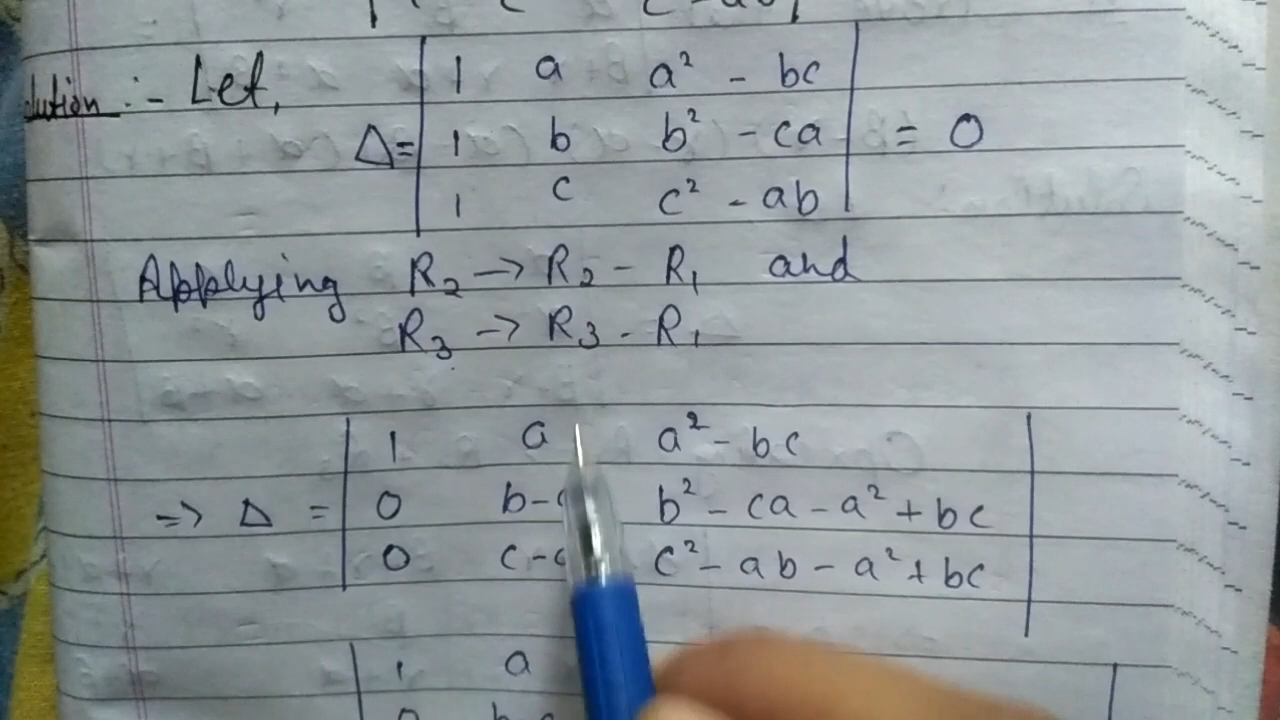 lution :- Let,
Δ = | 1 a a² - bc |
| 1 b b² - ca | = 0
| 1 c c² - ab |
Applying R₂ → R₂ - R₁ and
R₃ → R₃ - R₁
| 1 a a² - bc |
=> Δ = | 0 b- b² - ca - a² + bc |
| 0 c- c² - ab - a² + bc |
| 1 a |